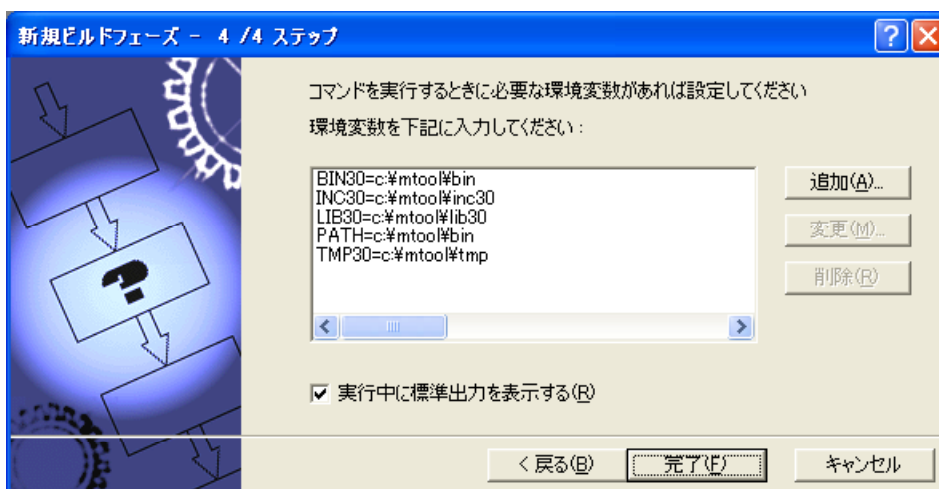 新規ビルドフェーズ - 4 /4 ステップ
コマンドを実行するときに必要な環境変数があれば設定してください
環境変数を下記に入力してください：
BIN30=c:¥mtool¥bin
INC30=c:¥mtool¥inc30
LIB30=c:¥mtool¥lib30
PATH=c:¥mtool¥bin
TMP30=c:¥mtool¥tmp
追加(A)...
変更(M)...
削除(R)
実行中に標準出力を表示する(R)
< 戻る(B)
完了(F)
キャンセル